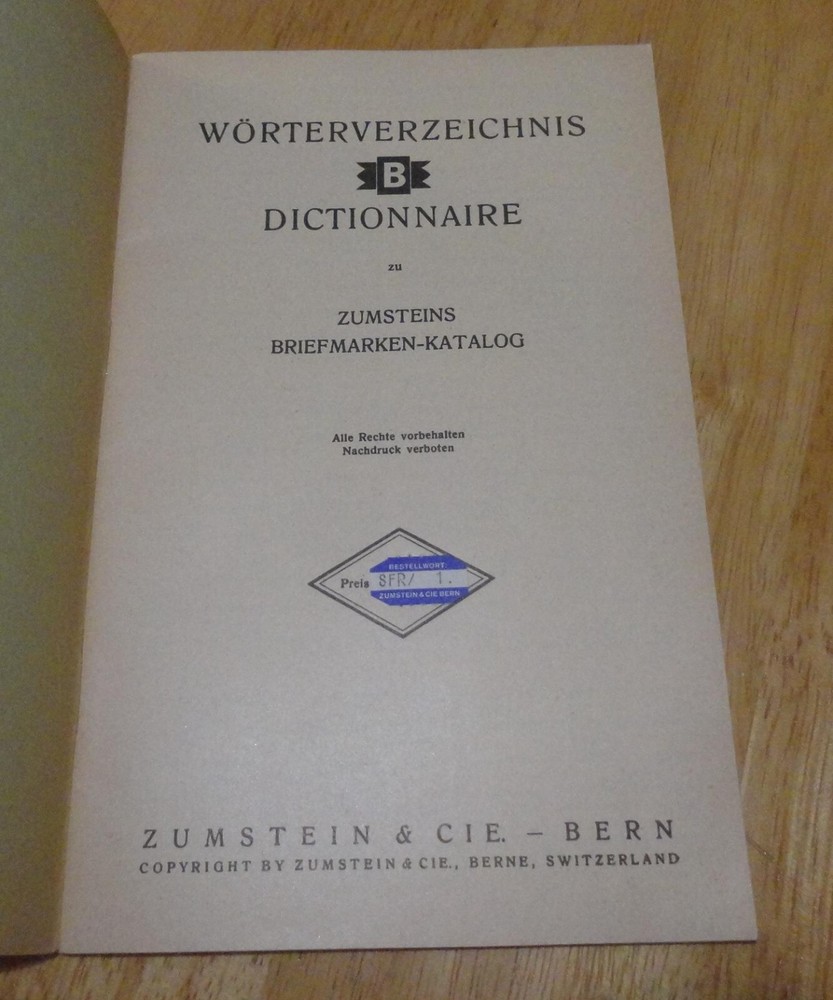 WÖRTERVERZEICHNIS
B
DICTIONNAIRE
zu
ZUMSTEINS
BRIEFMARKEN-KATALOG
Alle Rechte vorbehalten
Nachdruck verboten
BESTELLWORT:
Preis SFR/ 1.
ZUMSTEIN & CIE BERN
ZUMSTEIN & CIE. – BERN
COPYRIGHT BY ZUMSTEIN & CIE., BERNE, SWITZERLAND